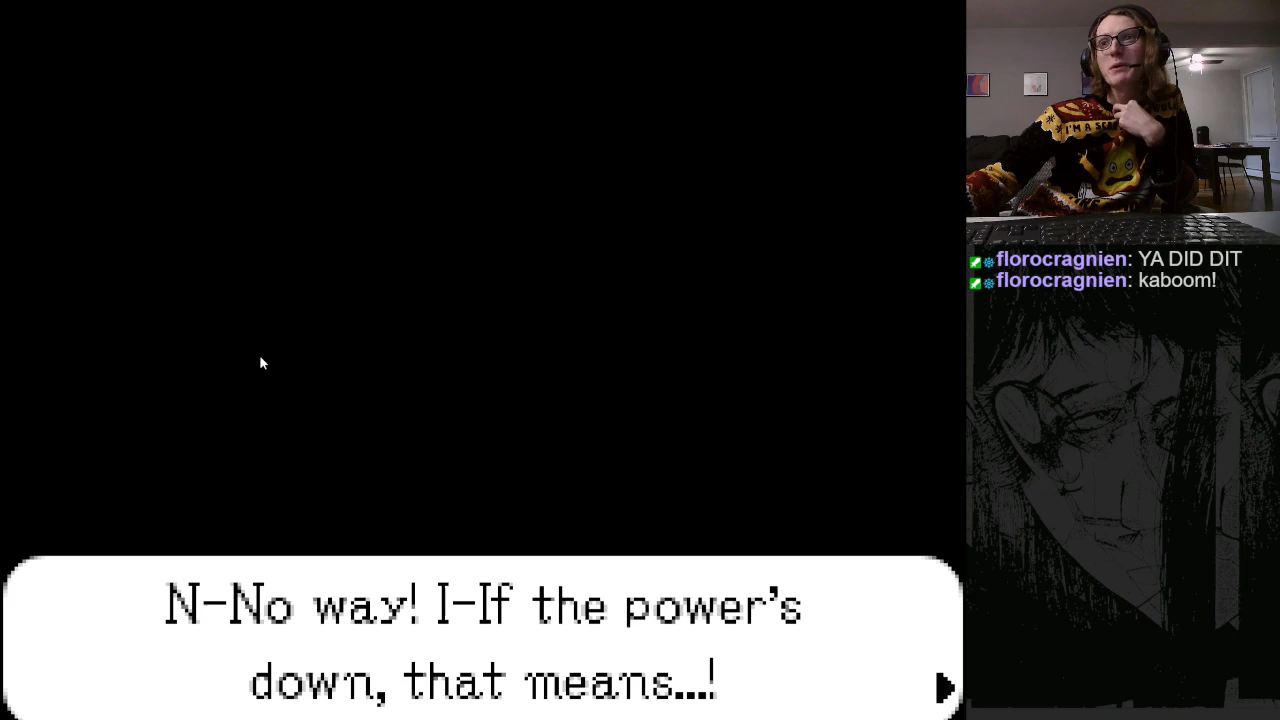 I'M A
florocragnien: YA DID DIT
florocragnien: kaboom!
N-No way! I-If the power's
down, that means...!